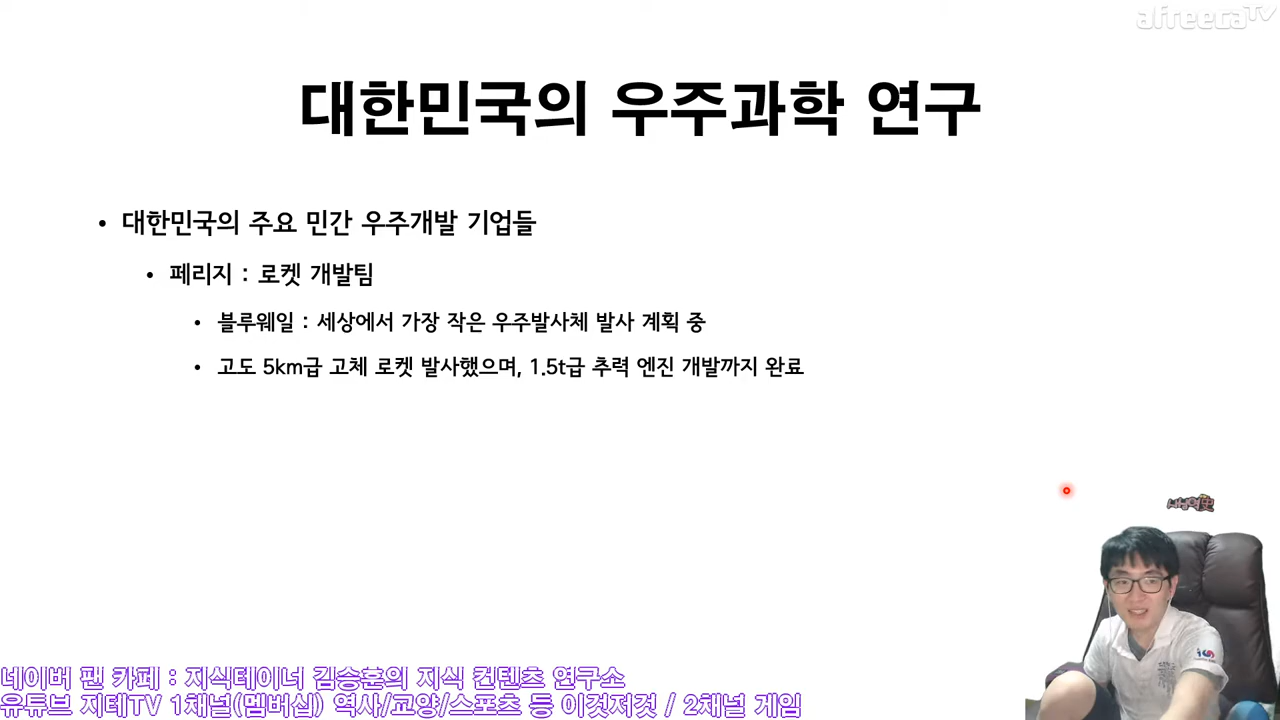 afreecaTV
대한민국의 우주과학 연구
• 대한민국의 주요 민간 우주개발 기업들
• 페리지 : 로켓 개발팀
• 블루웨일 : 세상에서 가장 작은 우주발사체 발사 계획 중
• 고도 5km급 고체 로켓 발사했으며, 1.5t급 추력 엔진 개발까지 완료
네이버 팬 카페 : 지식테이너 김승훈의 지식 컨텐츠 연구소
유튜브 지테TV 1채널(멤버십) 역사/교양/스포츠 등 이것저것 / 2채널 게임